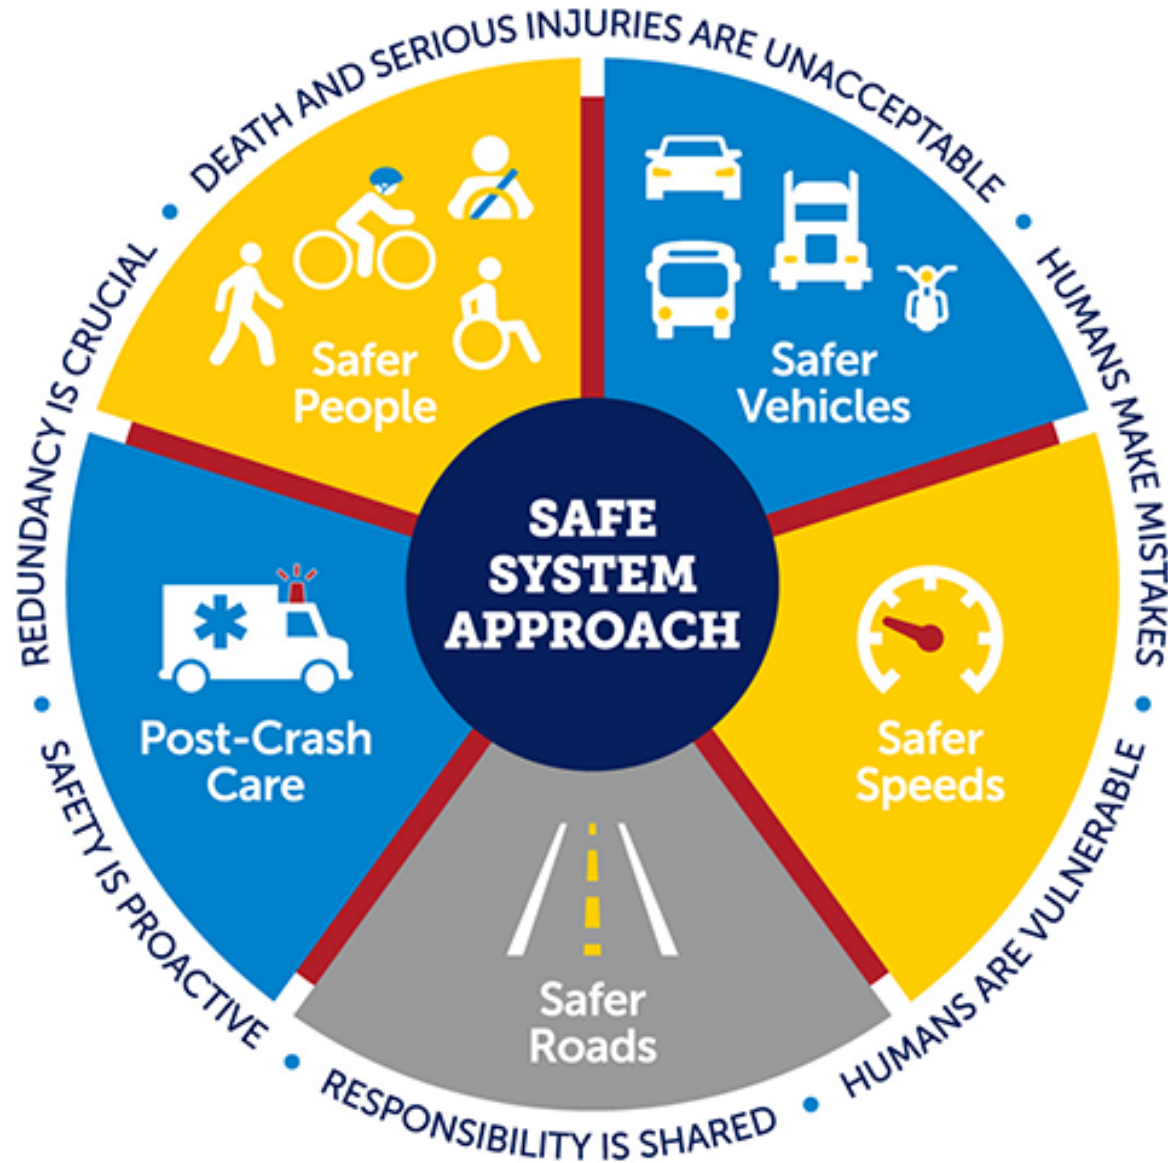 DEATH AND SERIOUS INJURIES ARE UNACCEPTABLE
HUMANS MAKE MISTAKES
HUMANS ARE VULNERABLE
RESPONSIBILITY IS SHARED
SAFETY IS PROACTIVE
REDUNDANCY IS CRUCIAL
Safer
People
Safer
Vehicles
SAFE
SYSTEM
APPROACH
Safer
Speeds
Post-Crash
Care
Safer
Roads